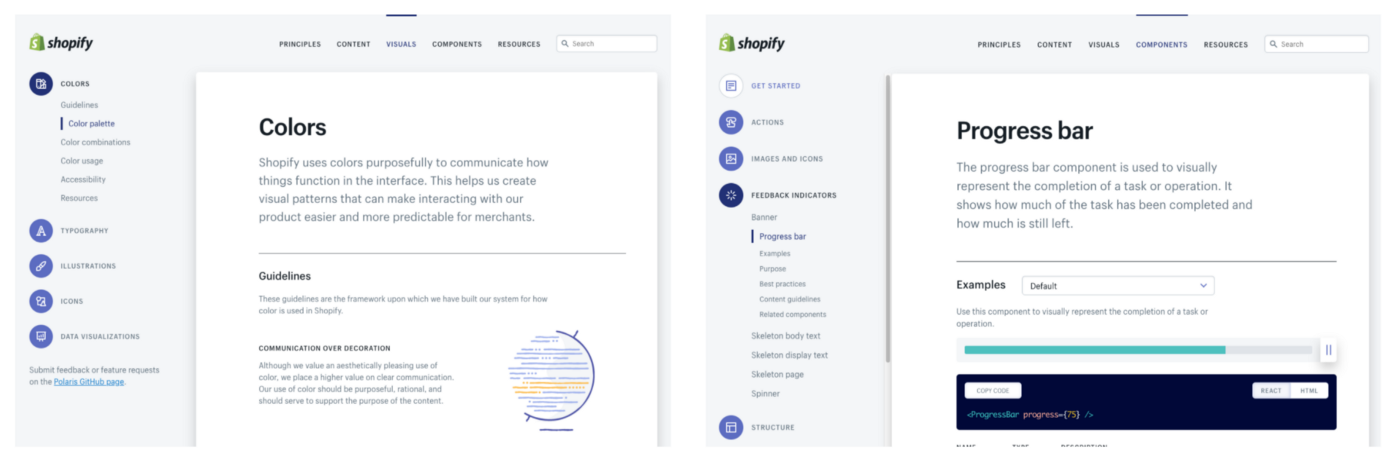 shopify
PRINCIPLES CONTENT VISUALS COMPONENTS RESOURCES Search
COLORS
Guidelines
Color palette
Color combinations
Color usage
Accessibility
Resources
TYPOGRAPHY
ILLUSTRATIONS
ICONS
DATA VISUALIZATIONS
Submit feedback or feature requests
on the Polaris GitHub page.
Colors
Shopify uses colors purposefully to communicate how
things function in the interface. This helps us create
visual patterns that can make interacting with our
product easier and more predictable for merchants.
Guidelines
These guidelines are the framework upon which we have built our system for how
color is used in Shopify.
COMMUNICATION OVER DECORATION
Although we value an aesthetically pleasing use of
color, we place a higher value on clear communication.
Our use of color should be purposeful, rational, and
should serve to support the purpose of the content.
shopify
PRINCIPLES CONTENT VISUALS COMPONENTS RESOURCES Search
GET STARTED
ACTIONS
IMAGES AND ICONS
FEEDBACK INDICATORS
Banner
Progress bar
Examples
Purpose
Best practices
Content guidelines
Related components
Skeleton body text
Skeleton display text
Skeleton page
Spinner
STRUCTURE
Progress bar
The progress bar component is used to visually
represent the completion of a task or operation. It
shows how much of the task has been completed and
how much is still left.
Examples Default
Use this component to visually represent the completion of a task or
operation.
COPY CODE REACT HTML
<ProgressBar progress={75} />
NAME TYPE DESCRIPTION